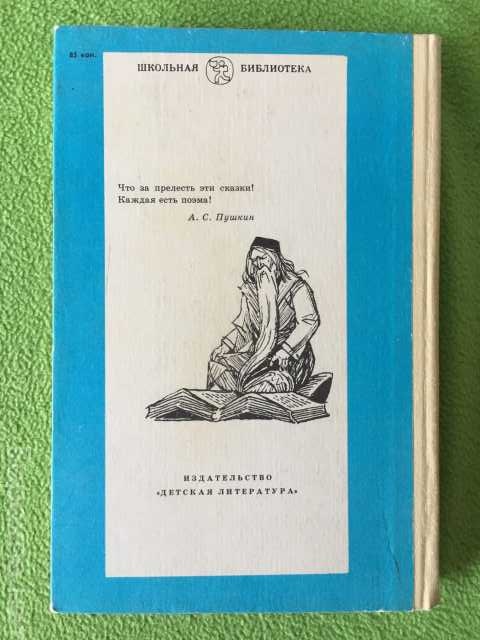 85 коп.
ШКОЛЬНАЯ БИБЛИОТЕКА
Что за прелесть эти сказки!
Каждая есть поэма!
А. С. Пушкин
ИЗДАТЕЛЬСТВО
«ДЕТСКАЯ ЛИТЕРАТУРА»